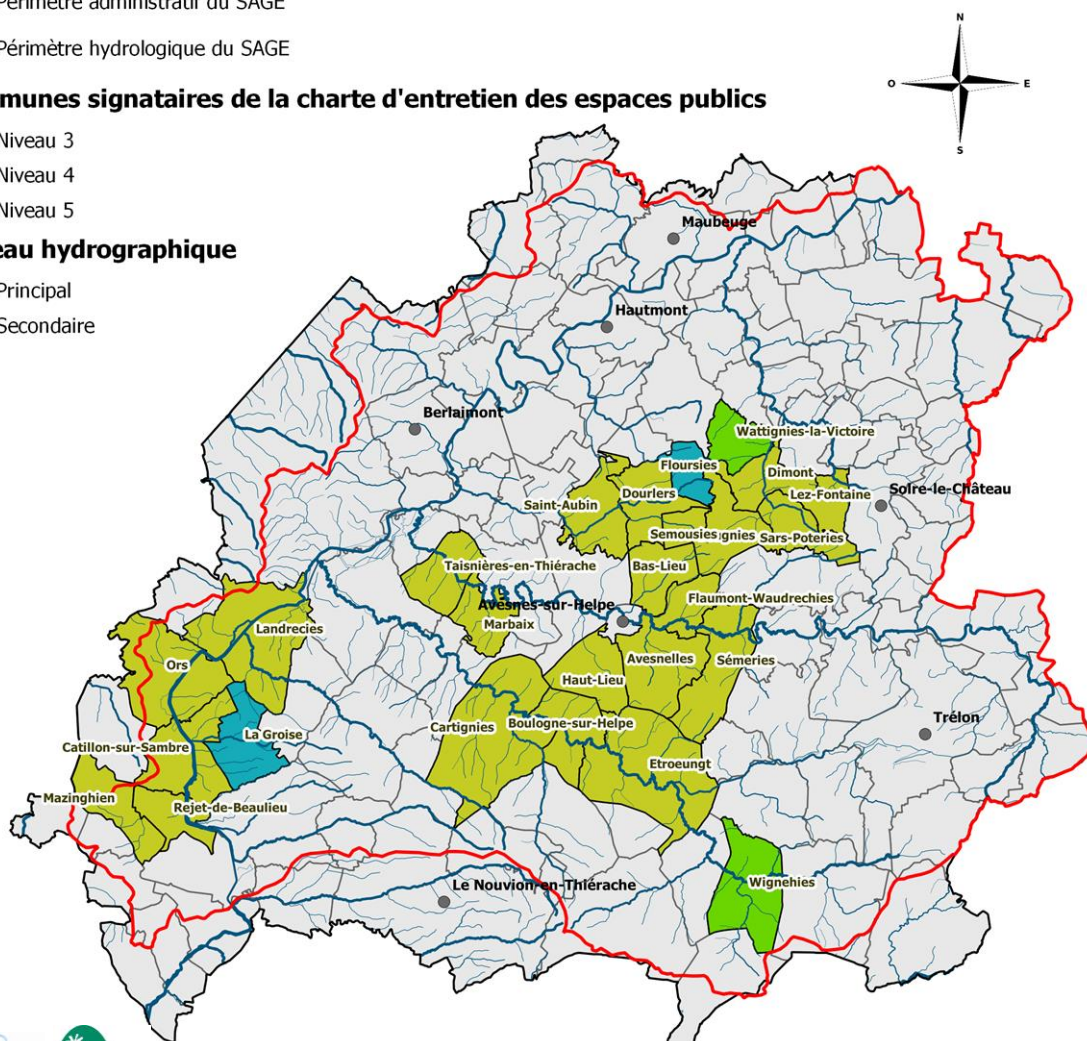 Périmètre administratif du SAGE
Périmètre hydrologique du SAGE
munes signataires de la charte d'entretien des espaces publics
Niveau 3
Niveau 4
Niveau 5
eau hydrographique
Principal
Secondaire
N
O
E
S
Maubeuge
Hautmont
Berlaimont
Wattignies-la-Victoire
Floursies
Dimont
Dourlers
Lez-Fontaine
Solre-le-Château
Saint-Aubin
Semousies
gnies
Sars-Poteries
Taisnières-en-Thiérache
Bas-Lieu
Flaumont-Waudrechies
Avesnes-sur-Helpe
Marbaix
Landrecies
Ors
Avesnelles
Sémeries
Haut-Lieu
Cartignies
Boulogne-sur-Helpe
Trélon
La Groise
Catillon-sur-Sambre
Etroeungt
Mazinghien
Rejet-de-Beaulieu
Le Nouvion-en-Thiérache
Wignehies